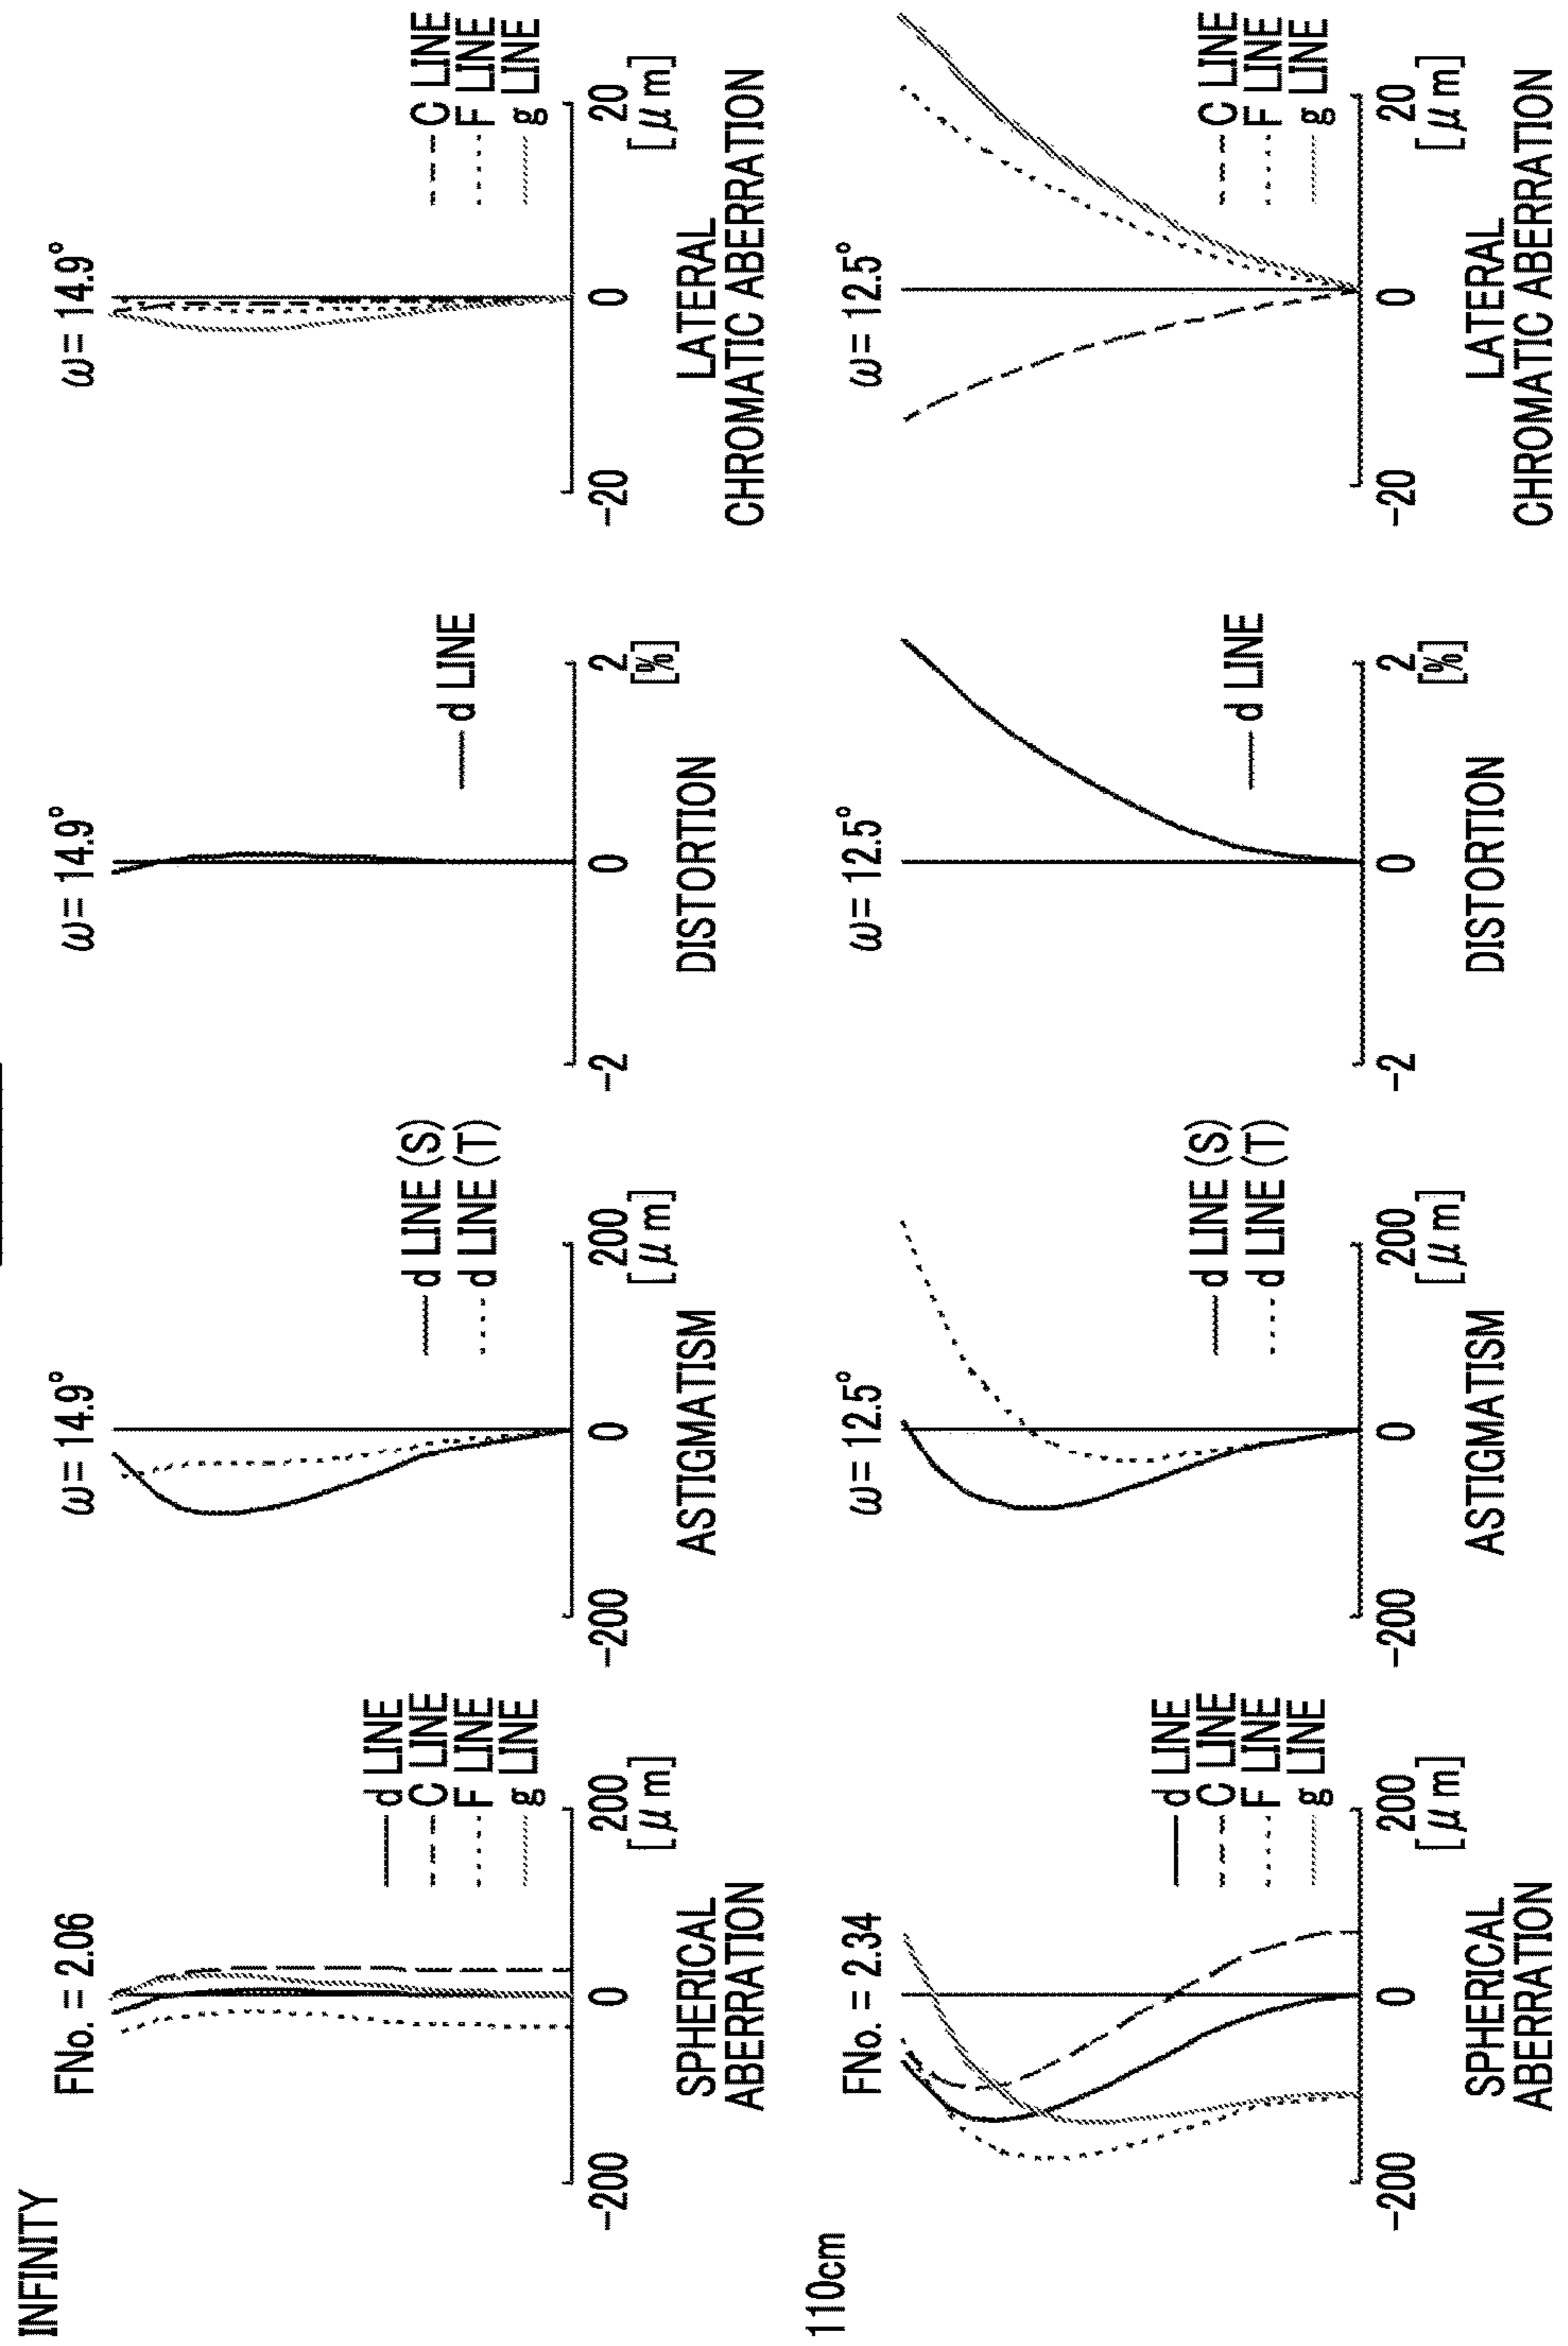 INFINITY
FNo. = 2.06
d LINE
C LINE
F LINE
g LINE
-200
0
200
[μm]
SPHERICAL
ABERRATION
ω= 14.9°
d LINE (S)
d LINE (T)
-200
0
200
[μm]
ASTIGMATISM
ω= 14.9°
d LINE
-2
0
2
[%]
DISTORTION
ω= 14.9°
C LINE
F LINE
g LINE
-20
0
20
[μm]
LATERAL
CHROMATIC ABERRATION
110cm
FNo. = 2.34
d LINE
C LINE
F LINE
g LINE
-200
0
200
[μm]
SPHERICAL
ABERRATION
ω= 12.5°
d LINE (S)
d LINE (T)
-200
0
200
[μm]
ASTIGMATISM
ω= 12.5°
d LINE
-2
0
2
[%]
DISTORTION
ω= 12.5°
C LINE
F LINE
g LINE
-20
0
20
[μm]
LATERAL
CHROMATIC ABERRATION